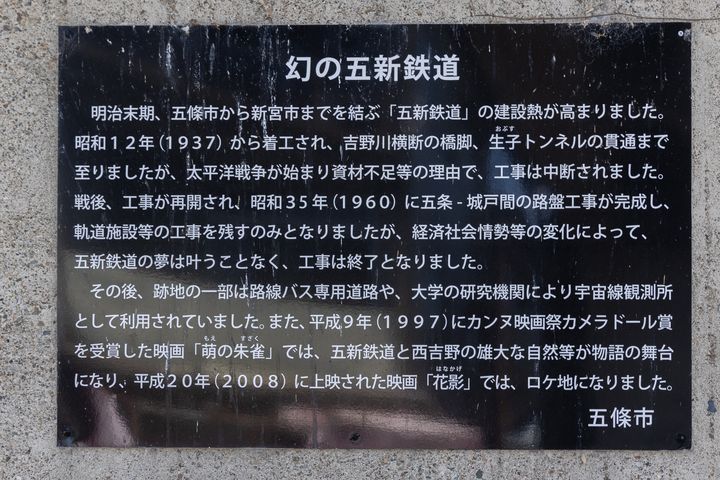 幻の五新鉄道
明治末期、五條市から新宮市までを結ぶ「五新鉄道」の建設熱が高まりました。
昭和１２年（１９３７）から着工され、吉野川横断の橋脚、生子トンネルの貫通まで
おぶす
至りましたが、太平洋戦争が始まり資材不足等の理由で、工事は中断されました。
戦後、工事が再開され、昭和３５年（１９６０）に五条－城戸間の路盤工事が完成し、
軌道施設等の工事を残すのみとなりましたが、経済社会情勢等の変化によって、
五新鉄道の夢は叶うことなく、工事は終了となりました。
その後、跡地の一部は路線バス専用道路や、大学の研究機関により宇宙線観測所
として利用されていました。また、平成９年（１９９７）にカンヌ映画祭カメラドール賞
もえ すざく
を受賞した映画「萌の朱雀」では、五新鉄道と西吉野の雄大な自然等が物語の舞台
はなかげ
になり、平成２０年（２００８）に上映された映画「花影」では、ロケ地になりました。
五條市